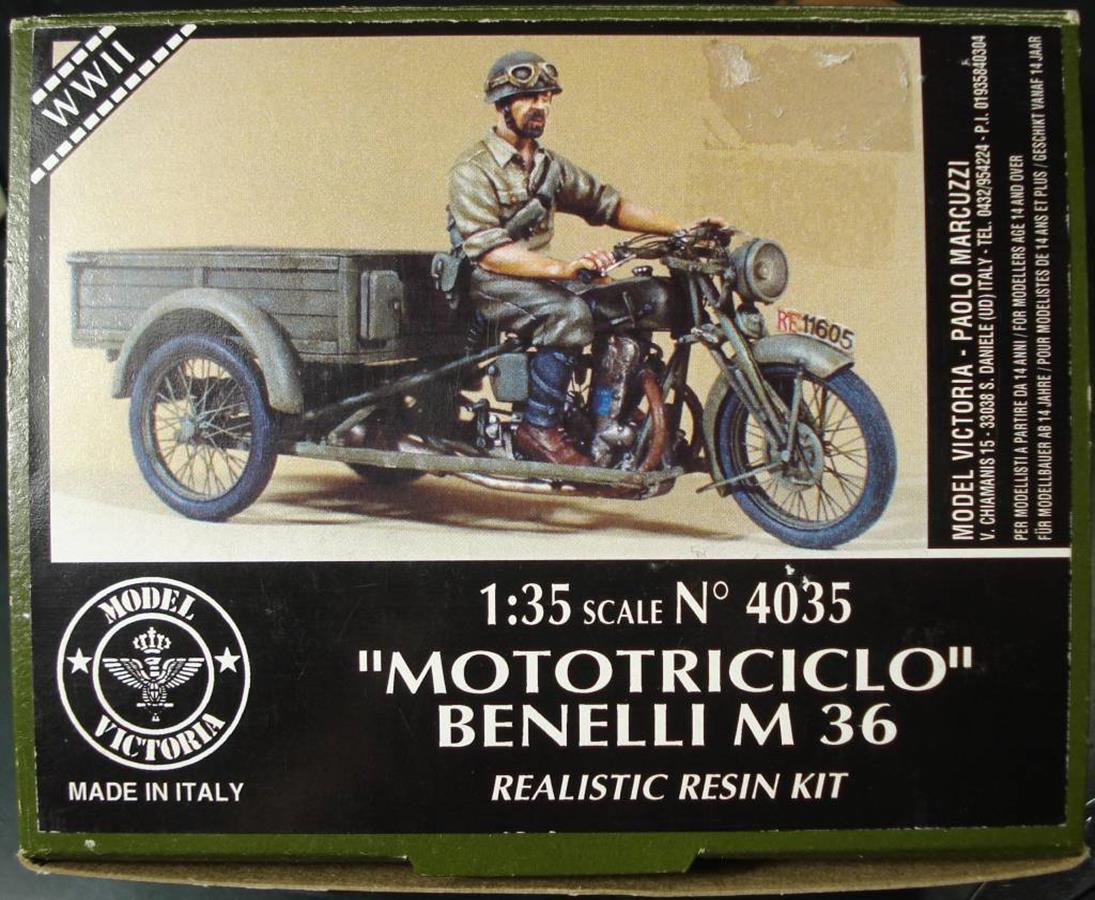 WWII
RE 11605
MODEL VICTORIA - PAOLO MARCUZZI
V. CHIAMANIS 15 - 33038 S. DANIELE (UD) ITALY - TEL. 0432/954224 - P.I. 01935840304
PER MODELLISTI A PARTIRE DA 14 ANNI / FOR MODELLERS AGE 14 AND OVER
FÜR MODELLBAUER AB 14 JAHRE / POUR MODELISTES DE 14 ANS ET PLUS / GESCHIKT VANAF 14 JAAR
MODEL
VICTORIA
MADE IN ITALY
1:35 SCALE N° 4035
"MOTOTRICICLO"
BENELLI M 36
REALISTIC RESIN KIT